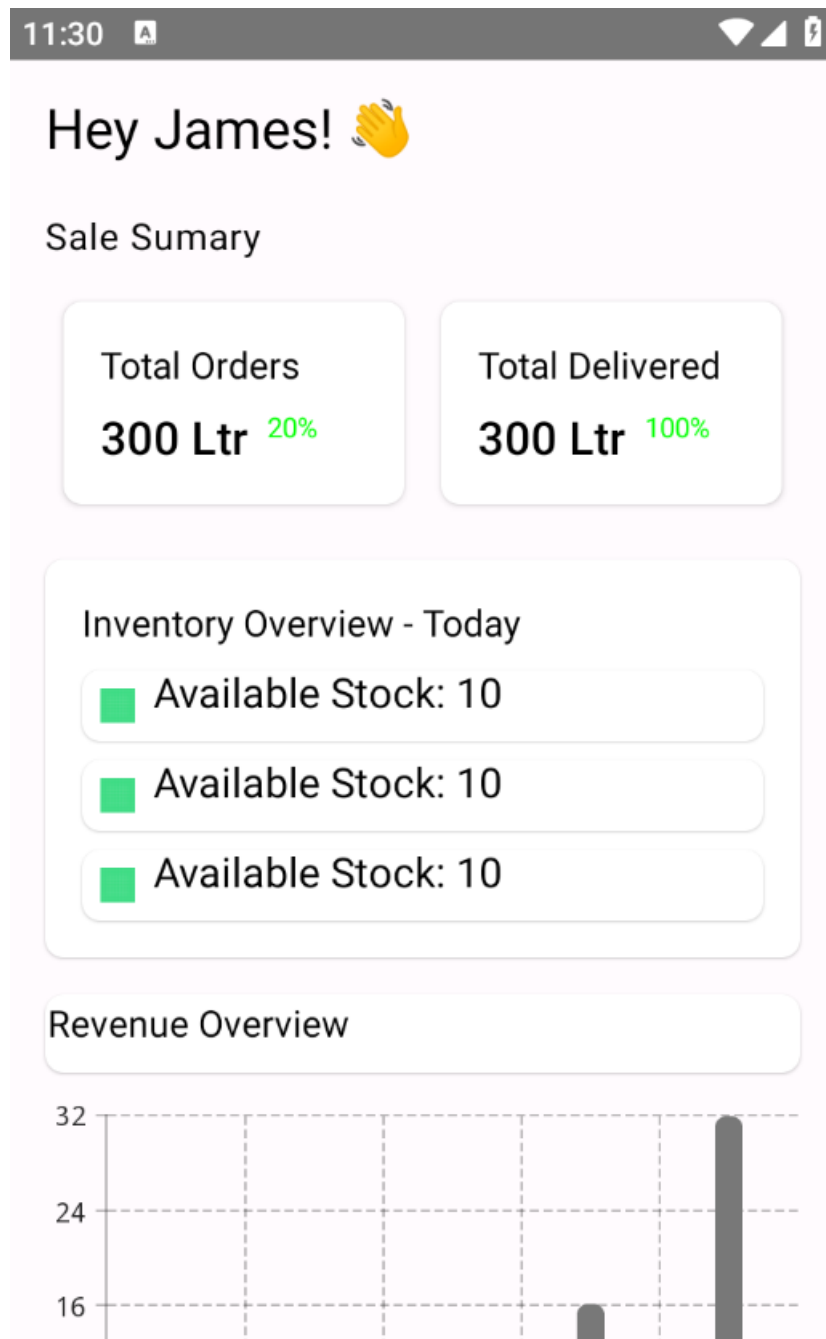 11:30
A
Hey James! 👋
Sale Sumary
Total Orders
300 Ltr 20%
Total Delivered
300 Ltr 100%
Inventory Overview - Today
Available Stock: 10
Available Stock: 10
Available Stock: 10
Revenue Overview
32
24
16